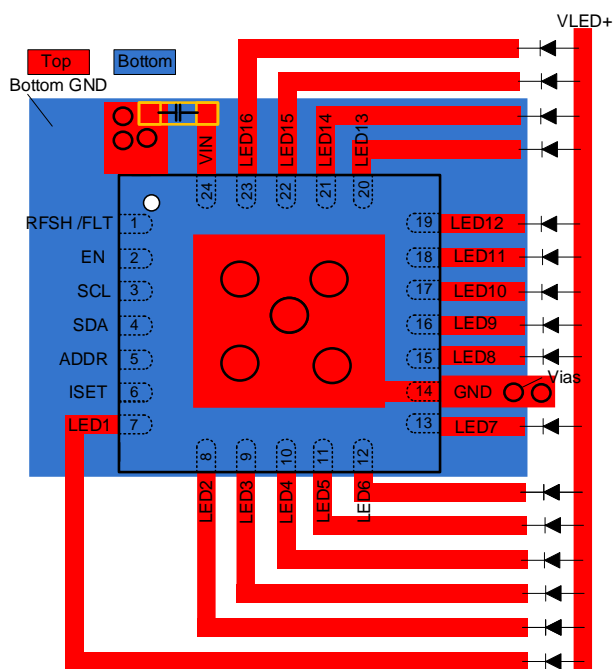 VLED+
Top
Bottom
Bottom GND
VIN
LED16
LED15
LED14
LED13
24
23
22
21
20
RFSH /FLT
1
19
LED12
EN
2
18
LED11
SCL
3
17
LED10
SDA
4
16
LED9
ADDR
5
15
LED8
Vias
ISET
6
14
GND
LED1
7
13
LED7
8
9
10
11
12
LED2
LED3
LED4
LED5
LED6